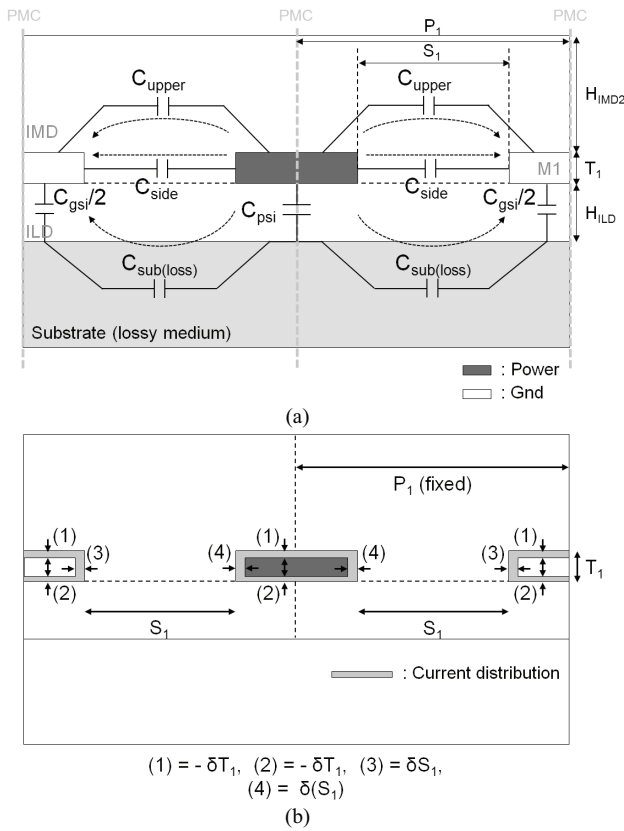 PMC PMC PMC
P1
S1
Cupper Cupper
HIMD2
IMD
M1 T1
Cside Cside
Cgsi/2 Cpsi Cgsi/2
HILD
ILD
Csub(loss) Csub(loss)
Substrate (lossy medium)
: Power
: Gnd
(a)
P1 (fixed)
(1) (1) (1)
(3) (4) (4) (3)
T1
(2) (2) (2)
S1 S1
: Current distribution
(1) = - δT1, (2) = - δT1, (3) = δS1,
(4) = δ(S1)
(b)